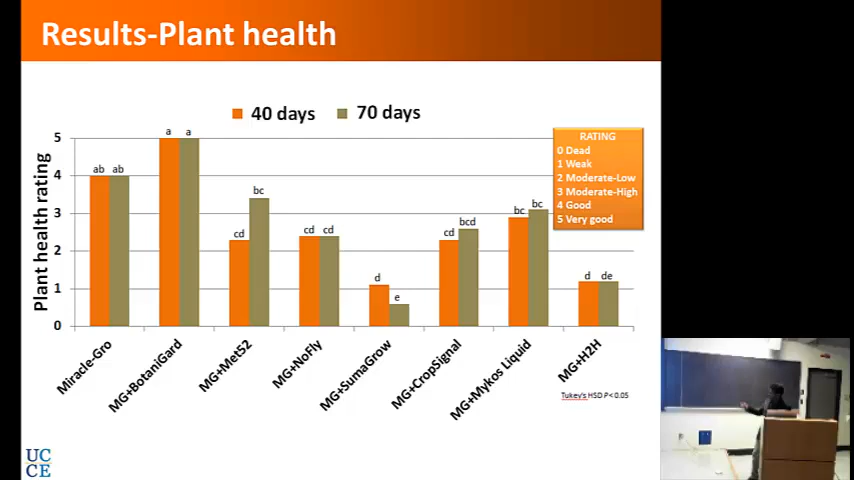 Results-Plant health
40 days
70 days
RATING
0 Dead
1 Weak
2 Moderate-Low
3 Moderate-High
4 Good
5 Very good
Plant health rating
5
4
3
2
1
0
ab ab
a a
cd bc
cd cd
d e
cd bcd
bc bc
d de
Miracle-Gro
MG+BotaniGard
MG+Met52
MG+NoFly
MG+SumaGrow
MG+CropSignal
MG+Mykos Liquid
MG+H2H
Tukey's HSD P < 0.05
UC
CE